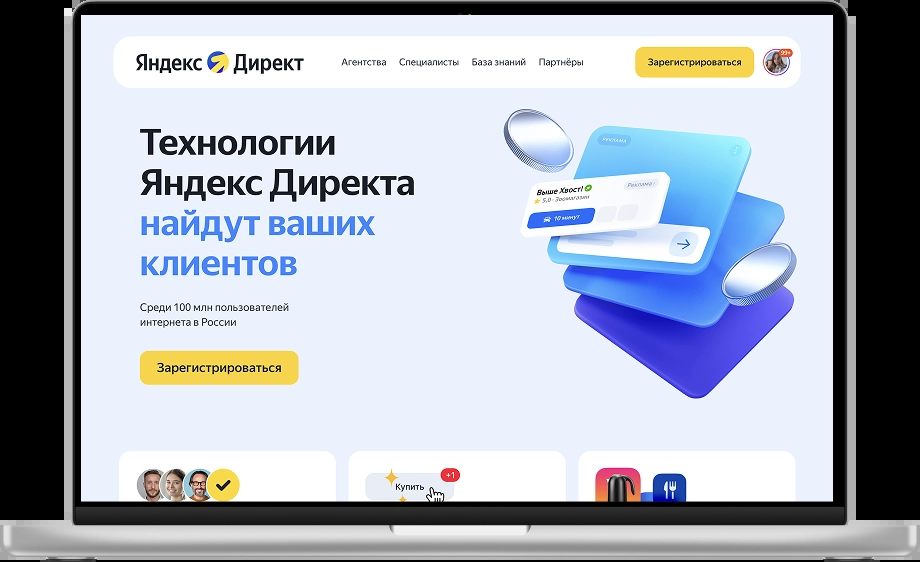 Яндекс Директ
Агентства Специалисты База знаний Партнёры
Зарегистрироваться
99+
Технологии
Яндекс Директа
найдут ваших
клиентов
Среди 100 млн пользователей
интернета в России
Зарегистрироваться
РЕКЛАМА
Выше Хвост!
Реклама
5,0 · Зоомагазин
10 минут
Купить
+1